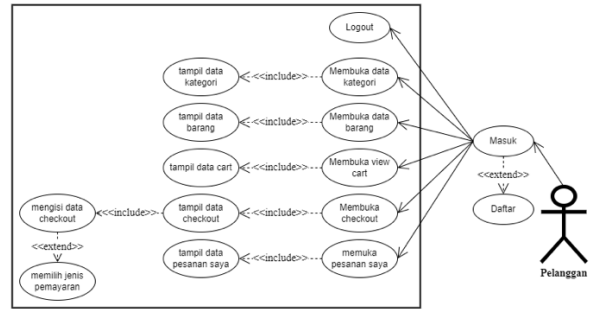 Logout
tampil data
kategori
<<include>>
Membuka data
kategori
tampil data
barang
<<include>>
Membuka data
barang
Masuk
tampil data cart
<<include>>
Membuka view
cart
<<extend>>
mengisi data
checkout
<<include>>
tampil data
checkout
<<include>>
Membuka
checkout
Daftar
<<extend>>
tampil data
pesanan saya
<<include>>
memuka
pesanan saya
memilih jenis
pemayaran
Pelanggan